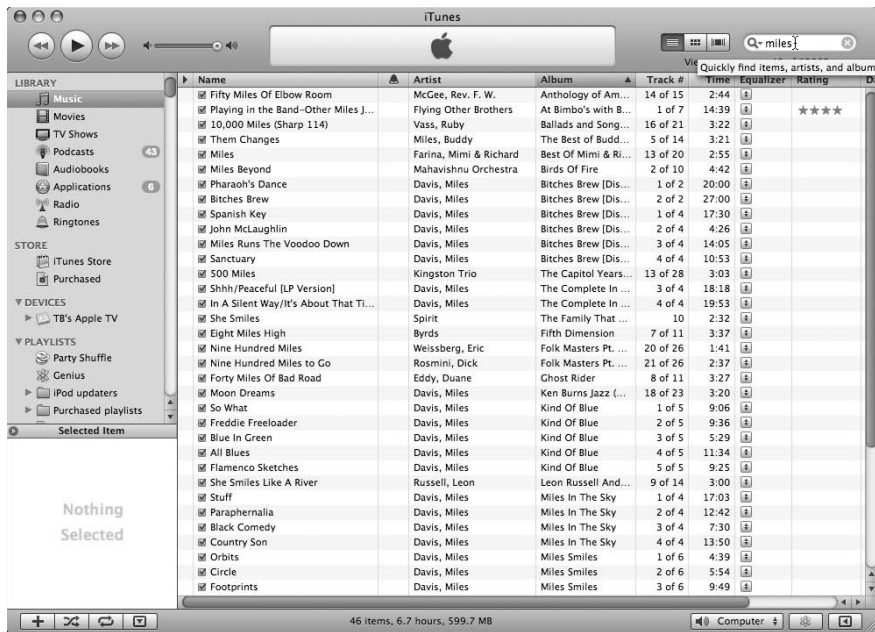 iTunes
miles
Quickly find items, artists, and album
LIBRARY
Music
Movies
TV Shows
Podcasts 43
Audiobooks
Applications 6
Radio
Ringtones
STORE
iTunes Store
Purchased
DEVICES
TB's Apple TV
PLAYLISTS
Party Shuffle
Genius
iPod updaters
Purchased playlists
Selected Item
Nothing
Selected
Name Artist Album Track # Time Equalizer Rating
Fifty Miles Of Elbow Room McGee, Rev. F. W. Anthology of Am... 14 of 15 2:44
Playing in the Band-Other Miles J... Flying Other Brothers At Bimbo's with B... 1 of 7 14:39 ★★★★
10,000 Miles (Sharp 114) Vass, Ruby Ballads and Song... 16 of 21 3:22
Them Changes Miles, Buddy The Best of Budd... 5 of 14 3:21
Miles Farina, Mimi & Richard Best Of Mimi & Ri... 13 of 20 2:55
Miles Beyond Mahavishnu Orchestra Birds Of Fire 2 of 10 4:42
Pharaoh's Dance Davis, Miles Bitches Brew [Dis... 1 of 2 20:00
Bitches Brew Davis, Miles Bitches Brew [Dis... 2 of 2 27:00
Spanish Key Davis, Miles Bitches Brew [Dis... 1 of 4 17:30
John McLaughlin Davis, Miles Bitches Brew [Dis... 2 of 4 4:26
Miles Runs The Voodoo Down Davis, Miles Bitches Brew [Dis... 3 of 4 14:05
Sanctuary Davis, Miles Bitches Brew [Dis... 4 of 4 10:53
500 Miles Kingston Trio The Capitol Years... 13 of 28 3:03
Shhh/Peaceful [LP Version] Davis, Miles The Complete In ... 3 of 4 18:18
In A Silent Way/It's About That Ti... Davis, Miles The Complete In ... 4 of 4 19:53
She Smiles Spirit The Family That ... 10 2:32
Eight Miles High Byrds Fifth Dimension 7 of 11 3:37
Nine Hundred Miles Weissberg, Eric Folk Masters Pt. ... 20 of 26 1:41
Nine Hundred Miles to Go Rosmini, Dick Folk Masters Pt. ... 21 of 26 2:37
Forty Miles Of Bad Road Eddy, Duane Ghost Rider 8 of 11 3:27
Moon Dreams Davis, Miles Ken Burns Jazz (... 18 of 23 3:20
So What Davis, Miles Kind Of Blue 1 of 5 9:06
Freddie Freeloader Davis, Miles Kind Of Blue 2 of 5 9:36
Blue In Green Davis, Miles Kind Of Blue 3 of 5 5:29
All Blues Davis, Miles Kind Of Blue 4 of 5 11:34
Flamenco Sketches Davis, Miles Kind Of Blue 5 of 5 9:25
She Smiles Like A River Russell, Leon Leon Russell And... 9 of 14 3:00
Stuff Davis, Miles Miles In The Sky 1 of 4 17:03
Paraphernalia Davis, Miles Miles In The Sky 2 of 4 12:42
Black Comedy Davis, Miles Miles In The Sky 3 of 4 7:30
Country Son Davis, Miles Miles In The Sky 4 of 4 13:50
Orbits Davis, Miles Miles Smiles 1 of 6 4:39
Circle Davis, Miles Miles Smiles 2 of 6 5:54
Footprints Davis, Miles Miles Smiles 3 of 6 9:49
46 items, 6.7 hours, 599.7 MB
Computer